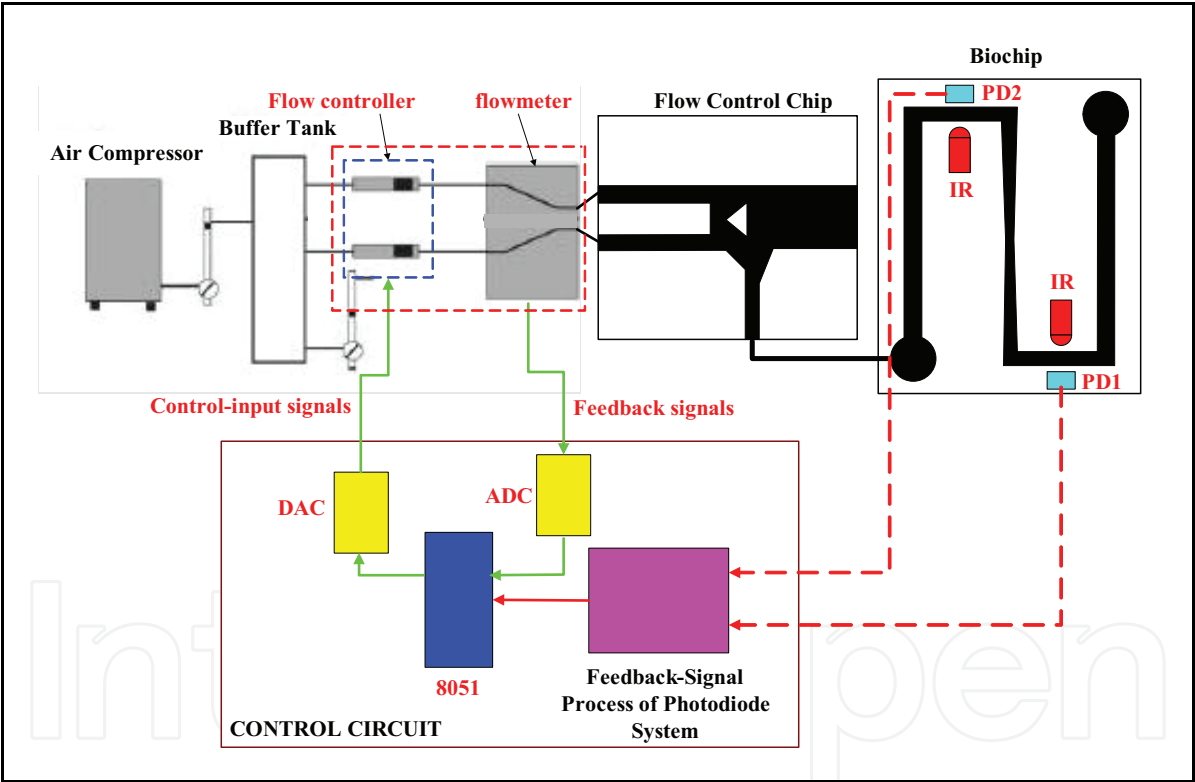 Biochip
Flow controller
flowmeter
Flow Control Chip
PD2
Buffer Tank
Air Compressor
IR
IR
PD1
Control-input signals
Feedback signals
DAC
ADC
8051
Feedback-Signal
Process of Photodiode
System
CONTROL CIRCUIT